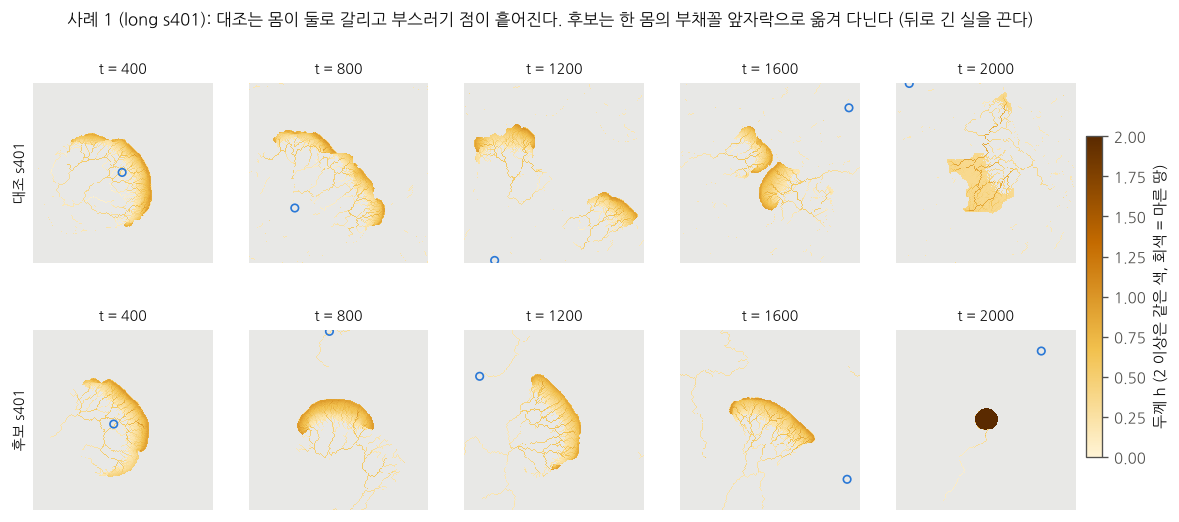 사례 1 (long s401): 대조는 몸이 둘로 갈리고 부스러기 점이 흩어진다. 후보는 한 몸의 부채꼴 앞자락으로 옮겨 다닌다 (뒤로 긴 실을 끈다)
t = 400
t = 800
t = 1200
t = 1600
t = 2000
대조 s401
t = 400
t = 800
t = 1200
t = 1600
t = 2000
후보 s401
2.00
1.75
1.50
1.25
1.00
0.75
0.50
0.25
0.00
두께 h (2 이상은 같은 색, 회색 = 마른 땅)